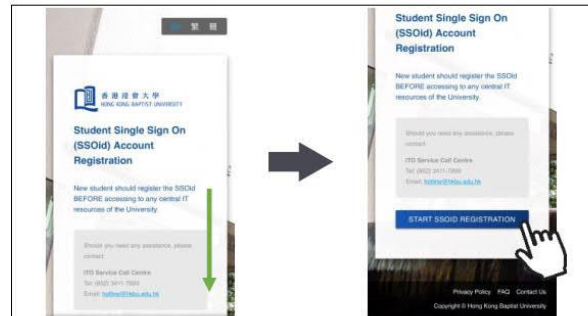 繁 簡
香港浸會大學
HONG KONG BAPTIST UNIVERSITY
Student Single Sign On
(SSOid) Account
Registration
New student should register the SSOid
BEFORE accessing to any central IT
resources of the University.
Should you need any assistance, please
contact
ITO Service Call Centre
Tel: (852) 3411-7899
Email: hotline@hkbu.edu.hk
Student Single Sign On
(SSOid) Account
Registration
New student should register the SSOid
BEFORE accessing to any central IT
resources of the University.
Should you need any assistance, please
contact
ITO Service Call Centre
Tel: (852) 3411-7899
Email: hotline@hkbu.edu.hk
START SSOID REGISTRATION
Privacy Policy FAQ Contact Us
Copyright © Hong Kong Baptist University